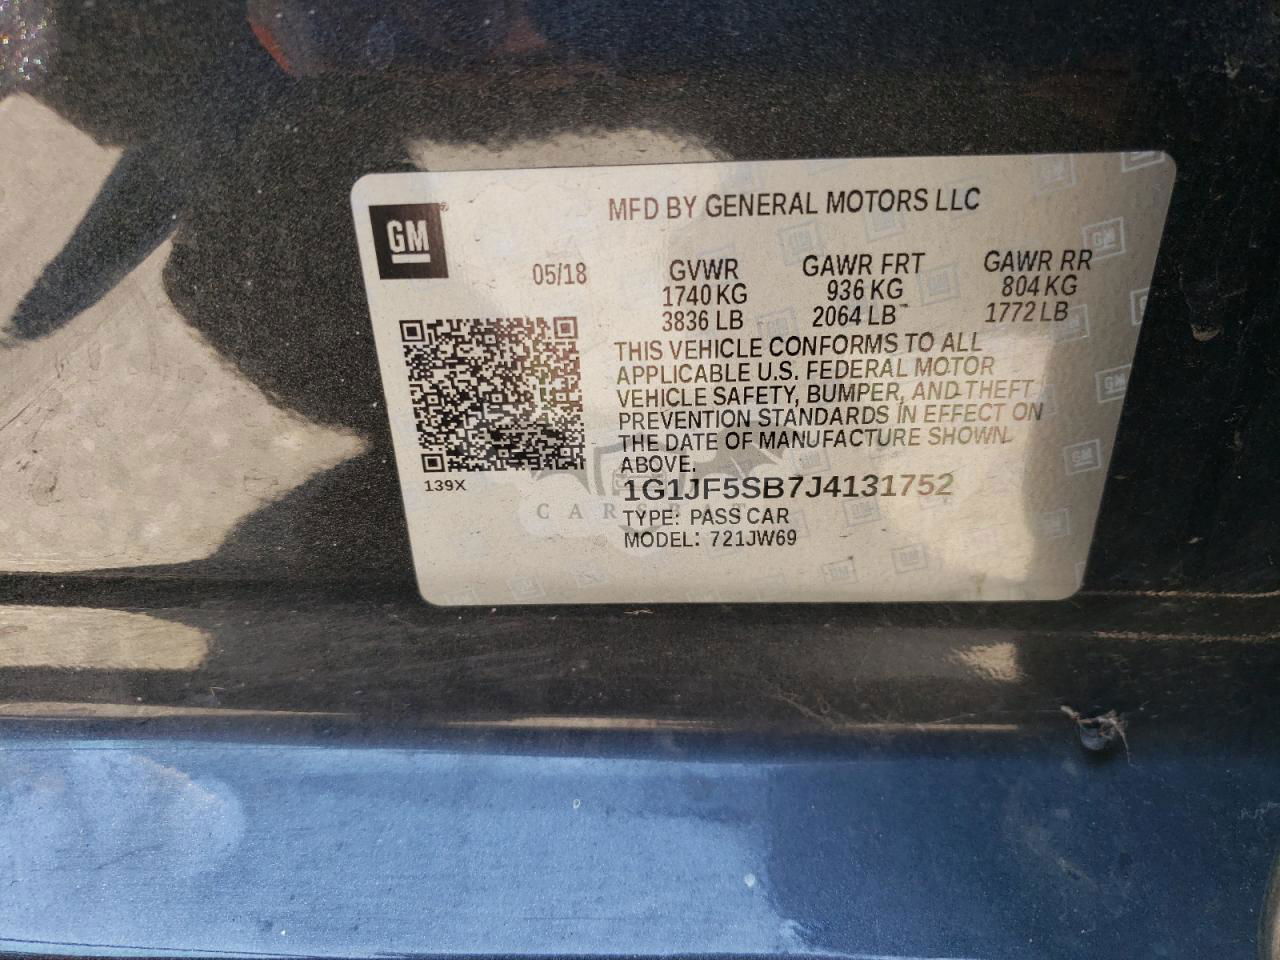 GM
MFD BY GENERAL MOTORS LLC
05/18
GVWR GAWR FRT GAWR RR
1740 KG 936 KG 804 KG
3836 LB 2064 LB 1772 LB
THIS VEHICLE CONFORMS TO ALL
APPLICABLE U.S. FEDERAL MOTOR
VEHICLE SAFETY, BUMPER, AND THEFT
PREVENTION STANDARDS IN EFFECT ON
THE DATE OF MANUFACTURE SHOWN
ABOVE.
139X
1G1JF5SB7J4131752
CARSBAT
TYPE: PASS CAR
MODEL: 721JW69